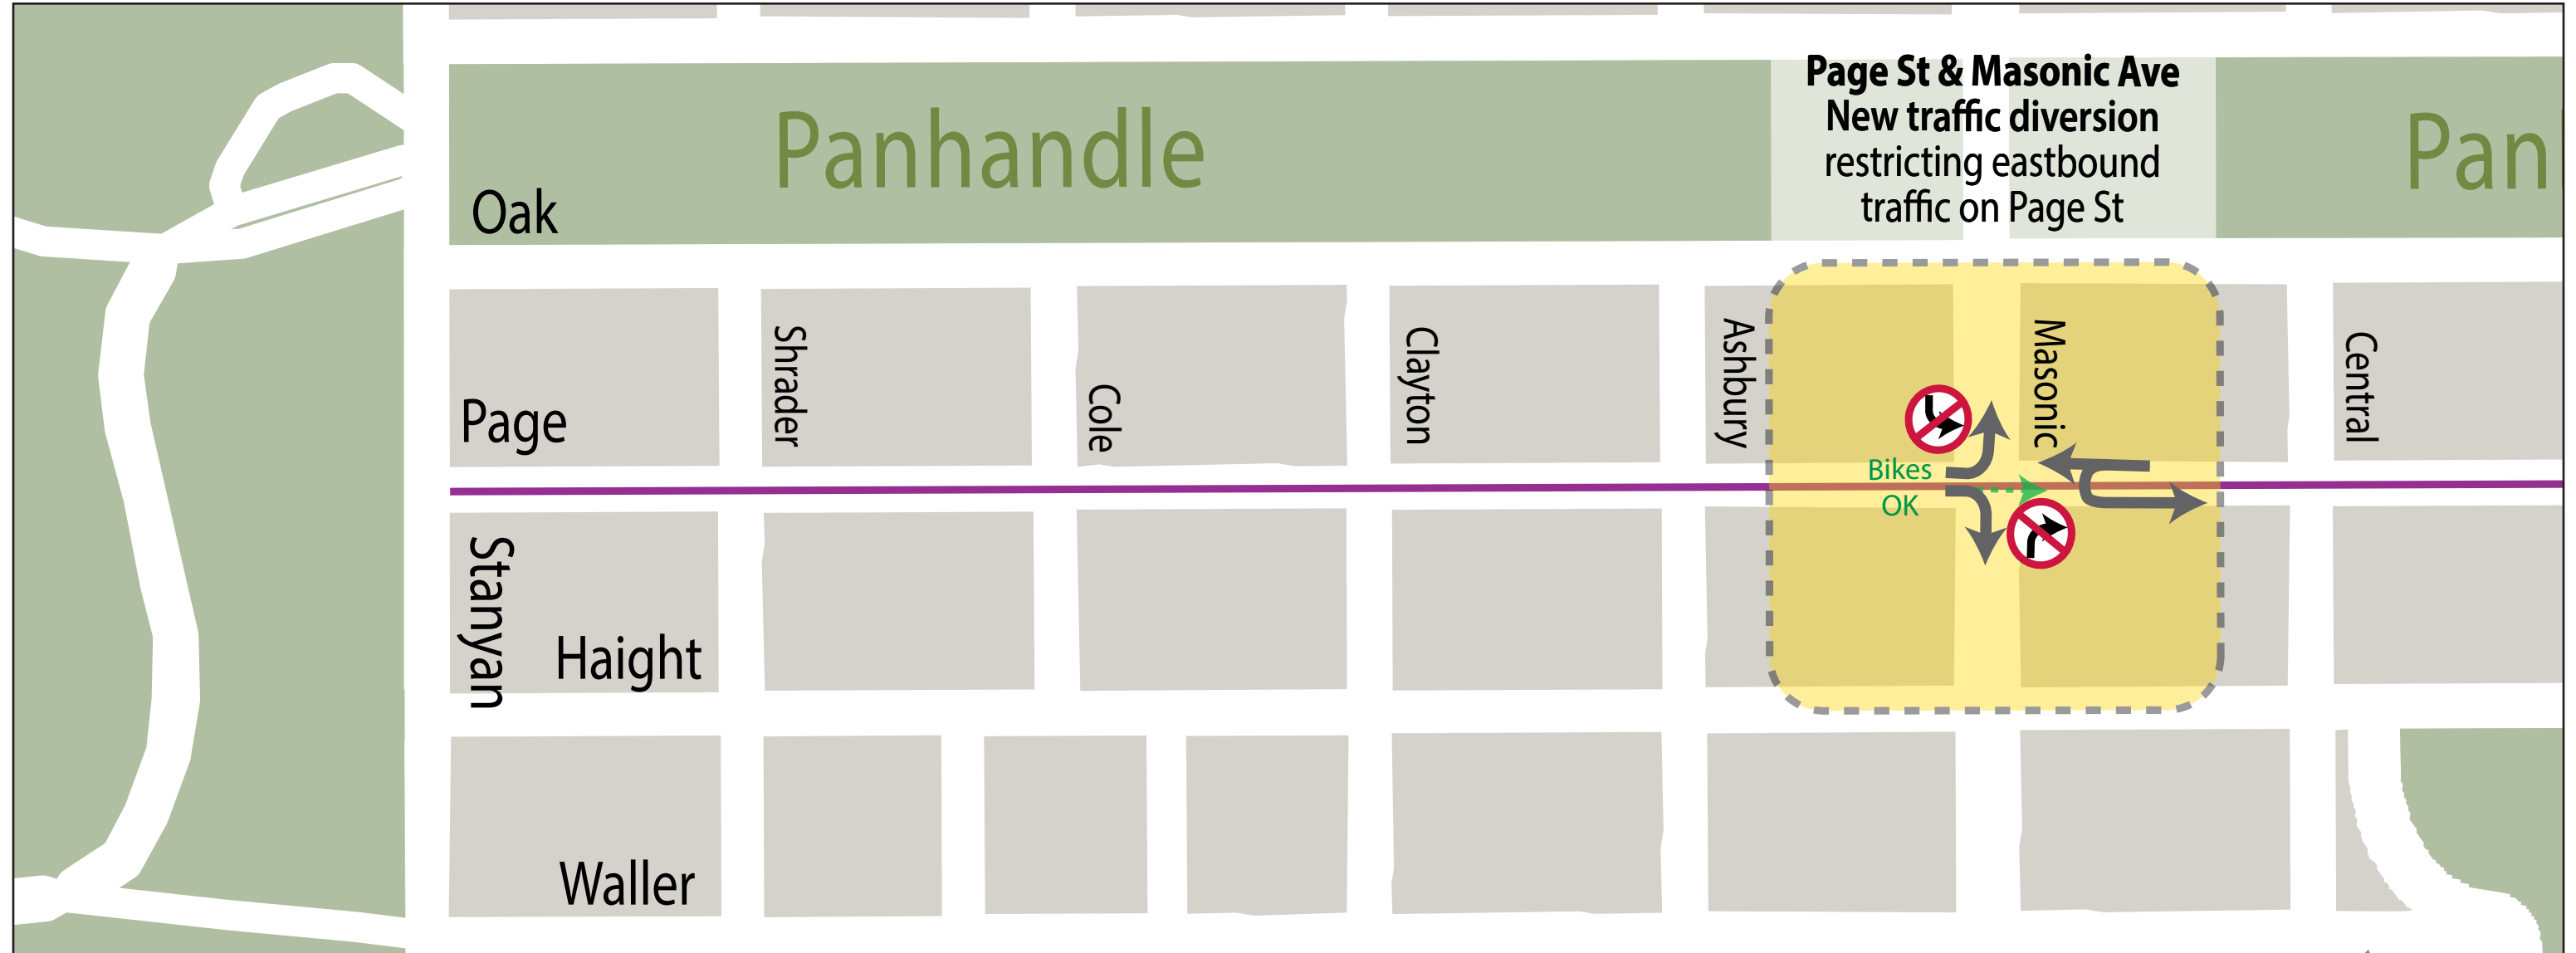 Page St & Masonic Ave
New traffic diversion
restricting eastbound
traffic on Page St
Panhandle
Pan
Oak
Page
Shrader
Cole
Clayton
Ashbury
Masonic
Central
Bikes
OK
Stanyan
Haight
Waller